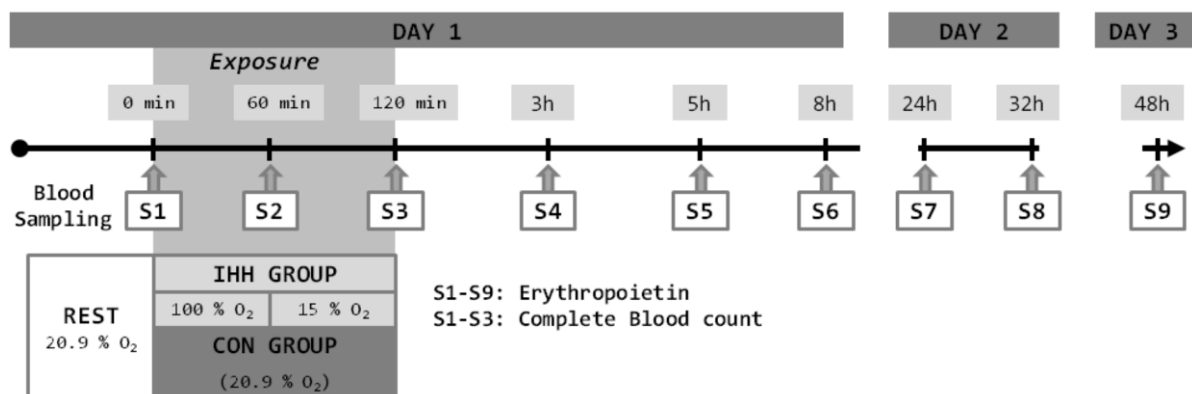 DAY 1 DAY 2 DAY 3
Exposure
0 min 60 min 120 min 3h 5h 8h 24h 32h 48h
Blood
Sampling
S1 S2 S3 S4 S5 S6 S7 S8 S9
IHH GROUP
REST
20.9 % O₂
100 % O₂ 15 % O₂
CON GROUP
(20.9 % O₂)
S1-S9: Erythropoietin
S1-S3: Complete Blood count